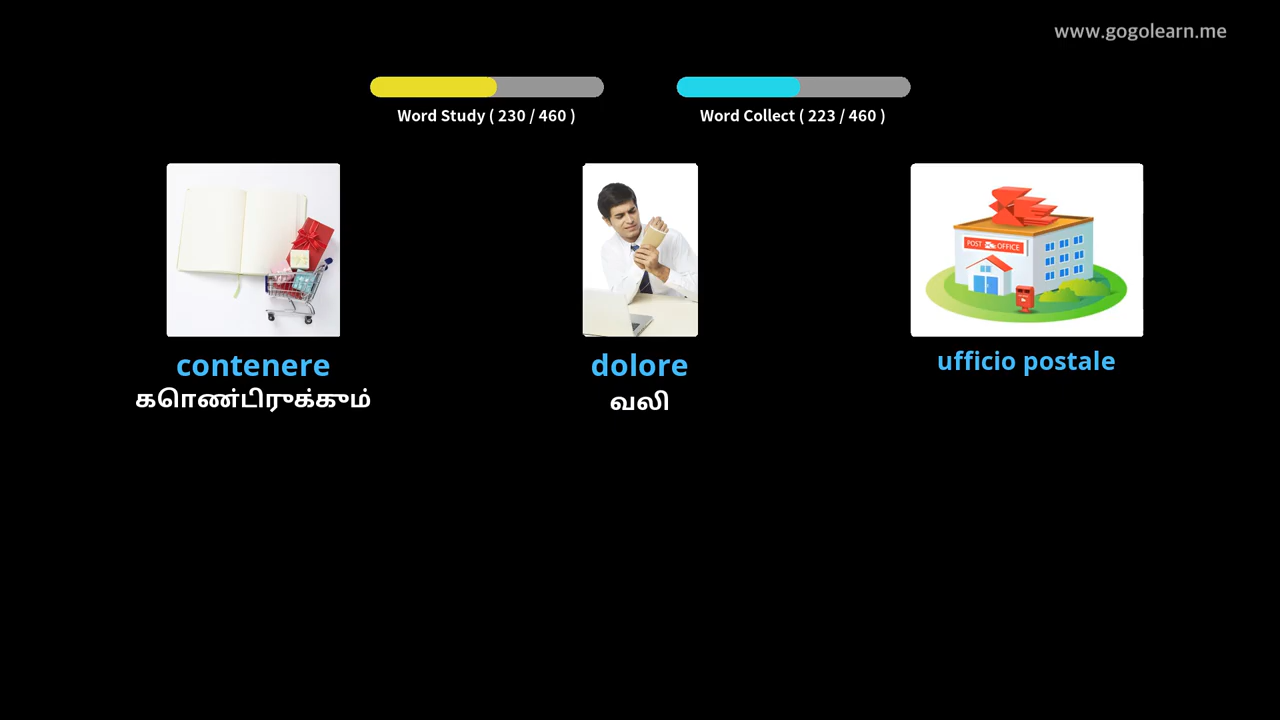 www.gogolearn.me
Word Study ( 230 / 460 )
Word Collect ( 223 / 460 )
POST OFFICE
contenere
கொண்டிருக்கும்
dolore
வலி
ufficio postale